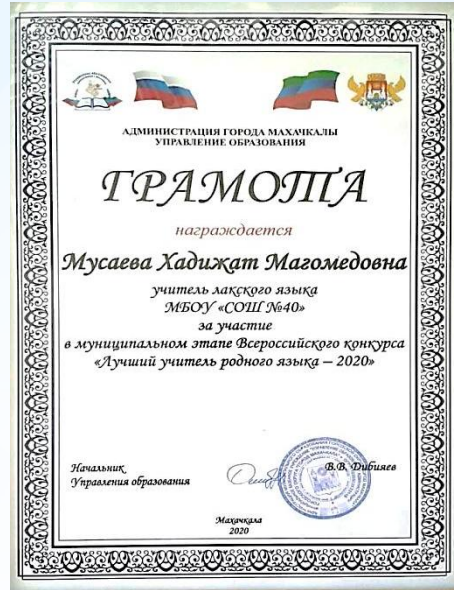 АДМИНИСТРАЦИЯ ГОРОДА МАХАЧКАЛЫ
УПРАВЛЕНИЕ ОБРАЗОВАНИЯ
ГРАМОТА
награждается
Мусаева Хадижат Магомедовна
учитель лакского языка
МБОУ «СОШ №40»
за участие
в муниципальном этапе Всероссийского конкурса
«Лучший учитель родного языка – 2020»
Начальник
Управления образования
В.В. Дибияев
Махачкала
2020